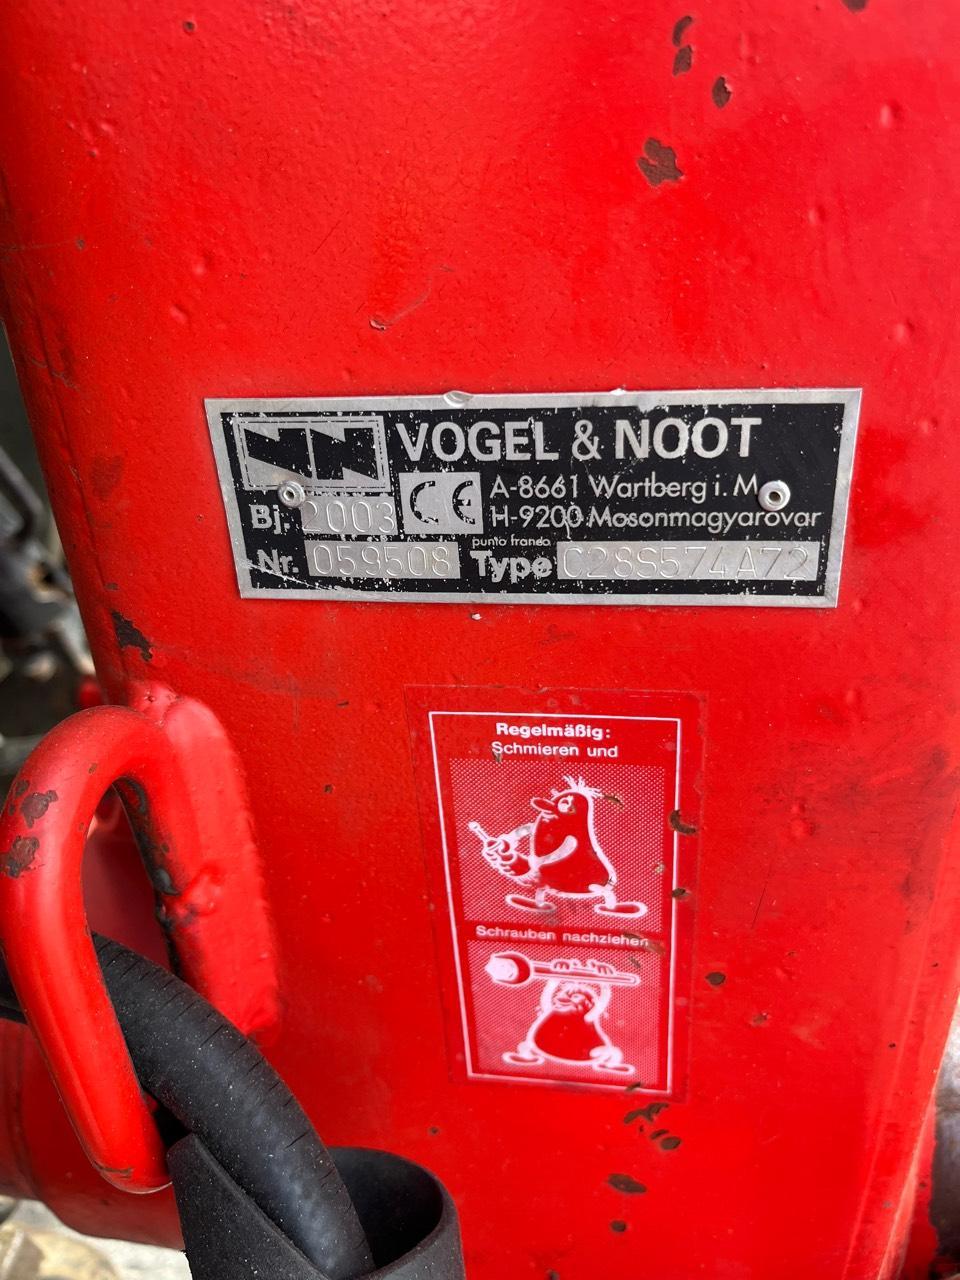 VOGEL & NOOT
A-8661 Wartberg i. M.
H-9200 Mosonmagyarovar
Bj. 2003 CE
punto franco
Nr. 059508 Type C28S574A72
Regelmäßig:
Schmieren und
Schrauben nachziehen